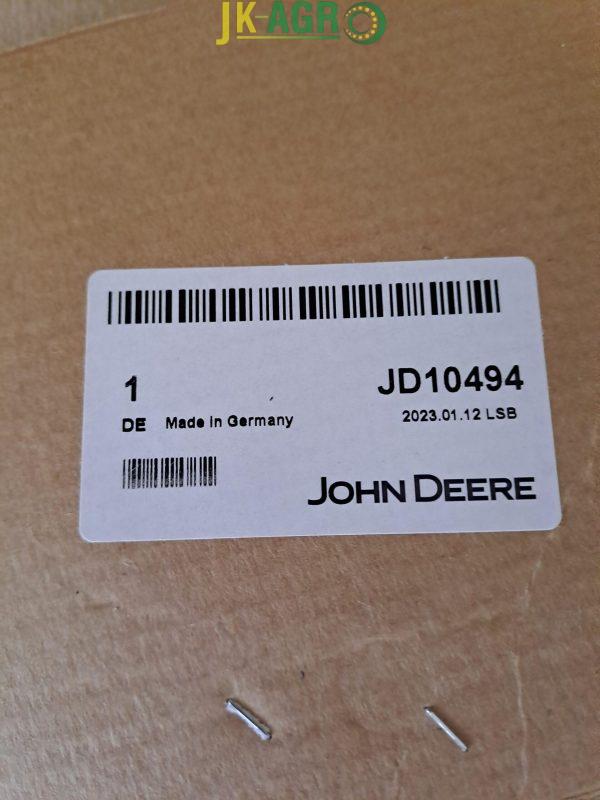 JK-AGRO
1
JD10494
DE Made in Germany
2023.01.12 LSB
JOHN DEERE